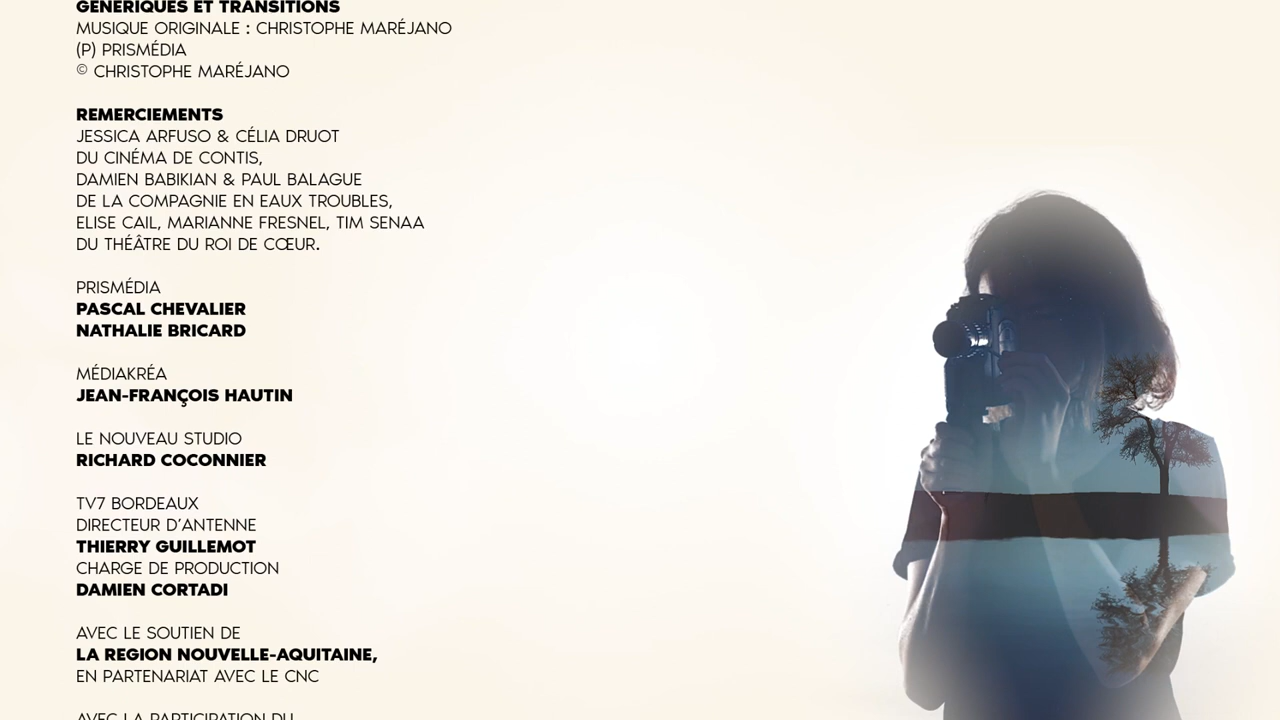 GÉNÉRIQUES ET TRANSITIONS
MUSIQUE ORIGINALE : CHRISTOPHE MARÉJANO
(P) PRISMÉDIA
© CHRISTOPHE MARÉJANO
REMERCIEMENTS
JESSICA ARFUSO & CÉLIA DRUOT
DU CINÉMA DE CONTIS,
DAMIEN BABIKIAN & PAUL BALAGUE
DE LA COMPAGNIE EN EAUX TROUBLES,
ELISE CAIL, MARIANNE FRESNEL, TIM SENAA
DU THÉÂTRE DU ROI DE CŒUR.
PRISMÉDIA
PASCAL CHEVALIER
NATHALIE BRICARD
MÉDIAKRÉA
JEAN-FRANÇOIS HAUTIN
LE NOUVEAU STUDIO
RICHARD COCONNIER
TV7 BORDEAUX
DIRECTEUR D'ANTENNE
THIERRY GUILLEMOT
CHARGE DE PRODUCTION
DAMIEN CORTADI
AVEC LE SOUTIEN DE
LA REGION NOUVELLE-AQUITAINE,
EN PARTENARIAT AVEC LE CNC
AVEC LA PARTICIPATION DU